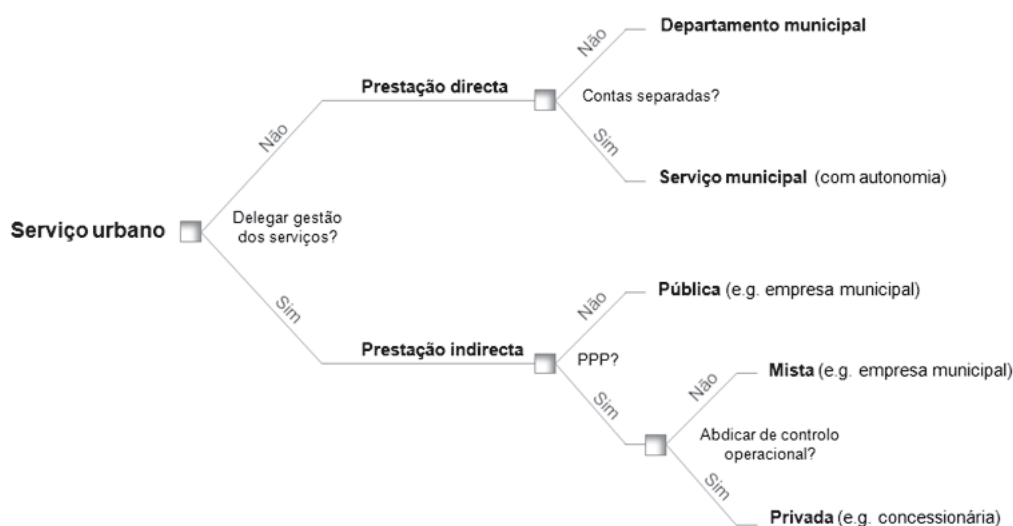 Não
Departamento municipal
Prestação directa
Contas separadas?
Não
Sim
Serviço municipal (com autonomia)
Serviço urbano
Delegar gestão
dos serviços?
Sim
Não
Pública (e.g. empresa municipal)
Prestação indirecta
PPP?
Não
Mista (e.g. empresa municipal)
Sim
Abdicar de controlo
operacional?
Sim
Privada (e.g. concessionária)